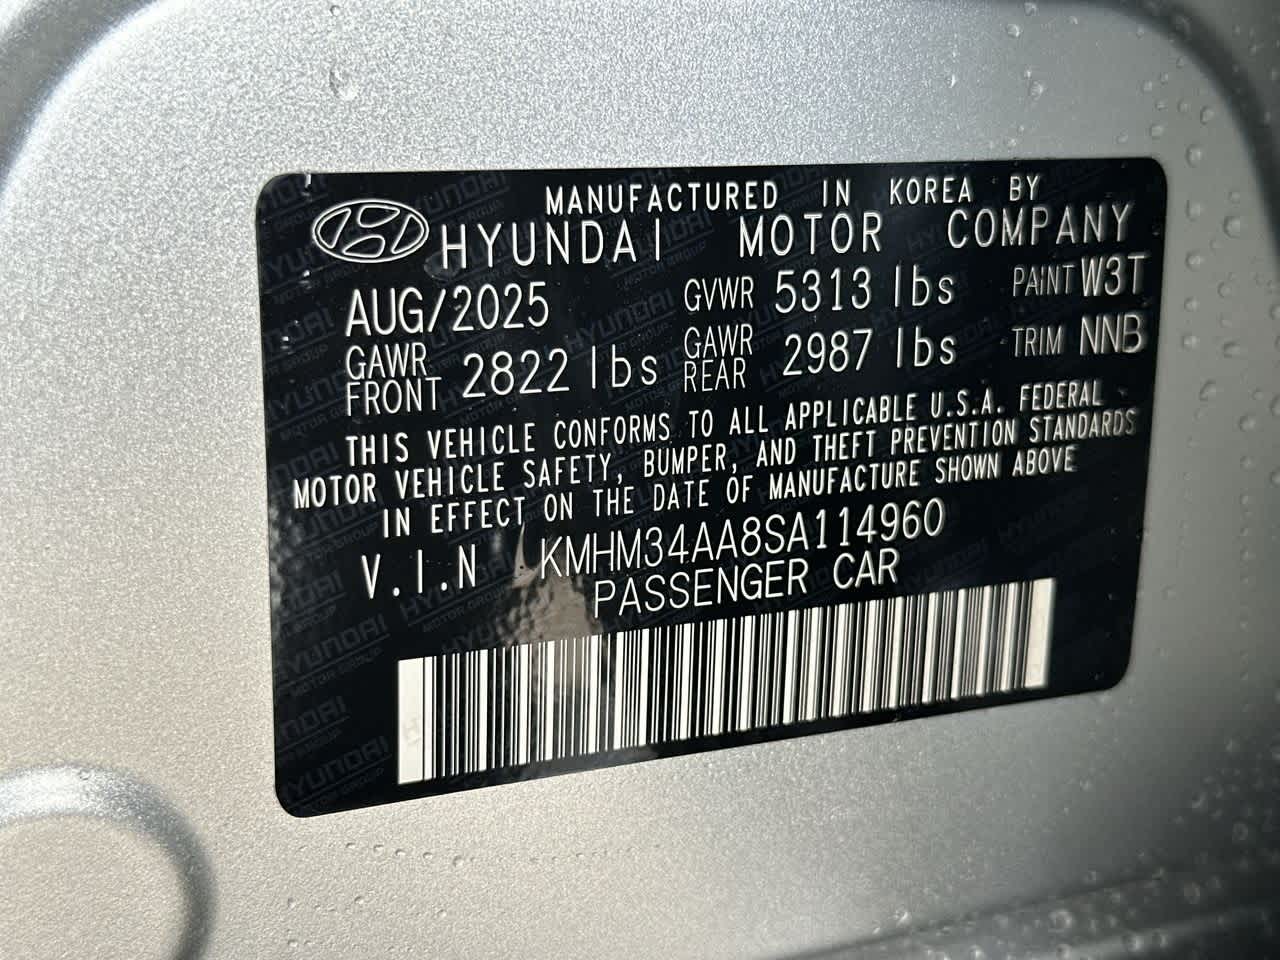 MANUFACTURED IN KOREA BY
HYUNDAI MOTOR COMPANY
AUG/2025 GVWR 5313 lbs PAINT W3T
GAWR FRONT 2822 lbs GAWR REAR 2987 lbs TRIM NNB
THIS VEHICLE CONFORMS TO ALL APPLICABLE U.S.A. FEDERAL
MOTOR VEHICLE SAFETY, BUMPER, AND THEFT PREVENTION STANDARDS
IN EFFECT ON THE DATE OF MANUFACTURE SHOWN ABOVE
V.I.N KMHM34AA8SA114960
PASSENGER CAR